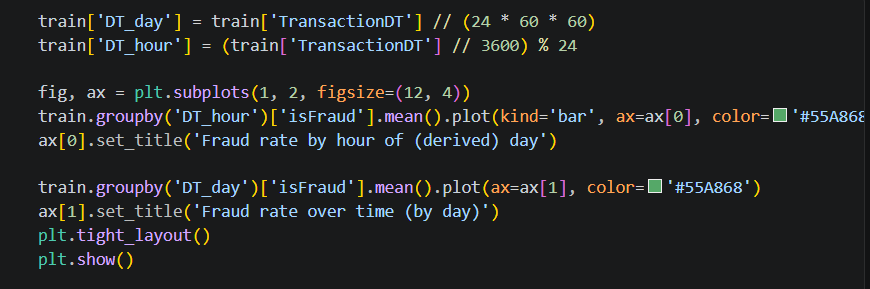 train['DT_day'] = train['TransactionDT'] // (24 * 60 * 60)
train['DT_hour'] = (train['TransactionDT'] // 3600) % 24
fig, ax = plt.subplots(1, 2, figsize=(12, 4))
train.groupby('DT_hour')['isFraud'].mean().plot(kind='bar', ax=ax[0], color='#55A868
ax[0].set_title('Fraud rate by hour of (derived) day')
train.groupby('DT_day')['isFraud'].mean().plot(ax=ax[1], color='#55A868')
ax[1].set_title('Fraud rate over time (by day)')
plt.tight_layout()
plt.show()